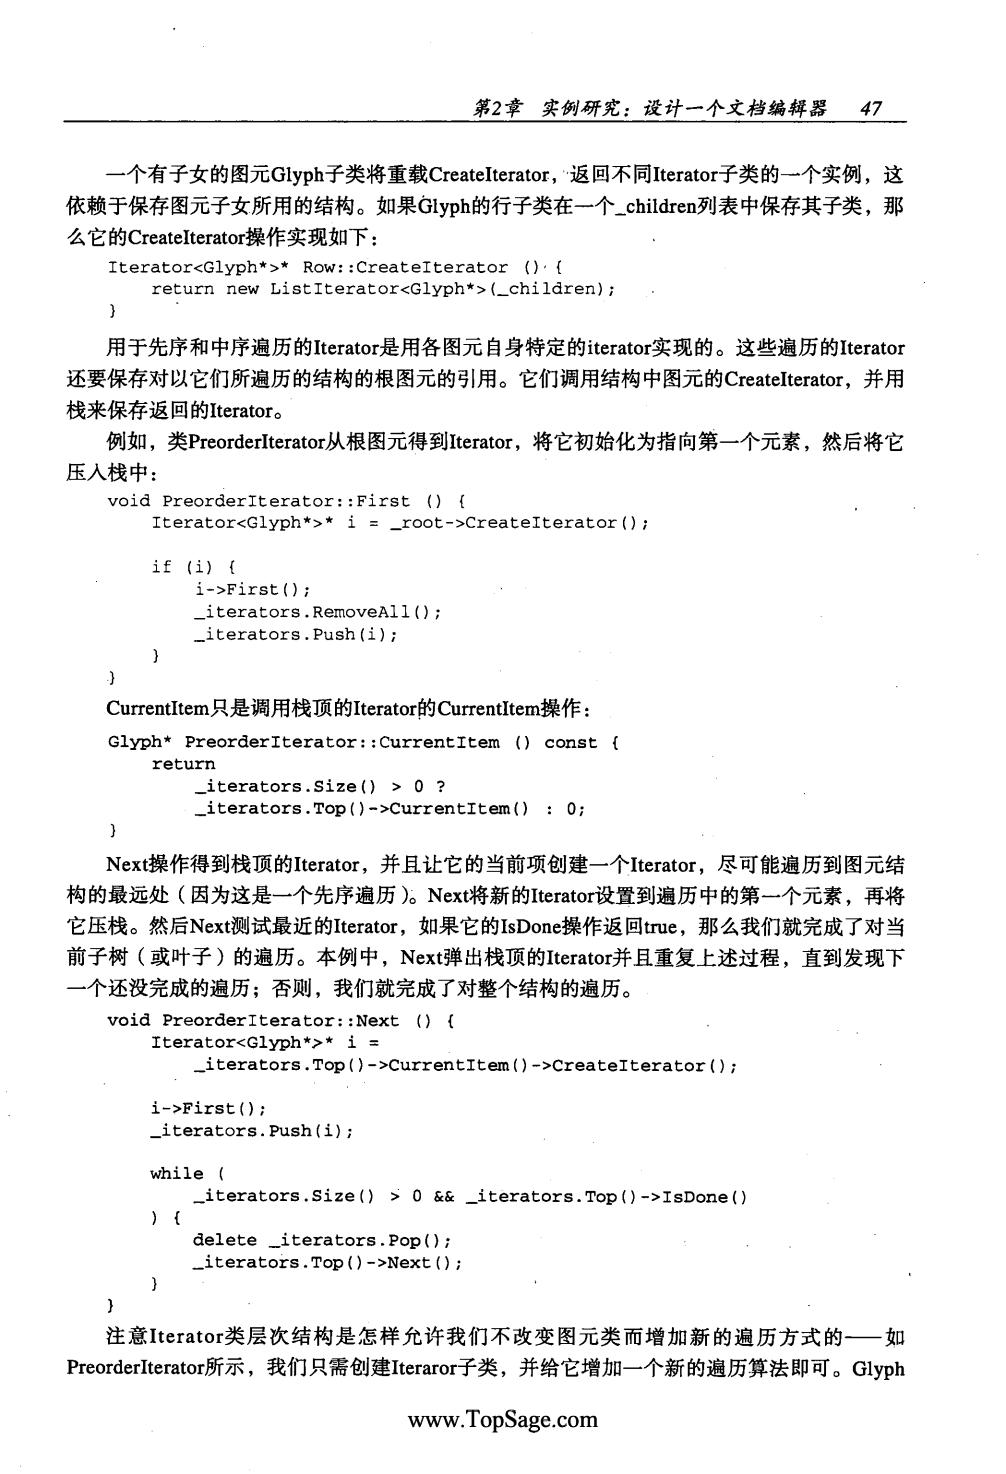 第2章 实例研究：设计一个文档编辑器 47
一个有子女的图元Glyph子类将重载CreateIterator，返回不同Iterator子类的一个实例，这
依赖于保存图元子女所用的结构。如果Glyph的行子类在一个_children列表中保存其子类，那
么它的CreateIterator操作实现如下：
Iterator<Glyph*>* Row::CreateIterator () {
return new ListIterator<Glyph*>(_children);
}
用于先序和中序遍历的Iterator是用各图元自身特定的iterator实现的。这些遍历的Iterator
还要保存对以它们所遍历的结构的根图元的引用。它们调用结构中图元的CreateIterator，并用
栈来保存返回的Iterator。
例如，类PreorderIterator从根图元得到Iterator，将它初始化为指向第一个元素，然后将它
压入栈中：
void PreorderIterator::First () {
Iterator<Glyph*>* i = _root->CreateIterator();
if (i) {
i->First();
_iterators.RemoveAll();
_iterators.Push(i);
}
}
CurrentItem只是调用栈顶的Iterator的CurrentItem操作：
Glyph* PreorderIterator::CurrentItem () const {
return
_iterators.Size() > 0 ?
_iterators.Top()->CurrentItem() : 0;
}
Next操作得到栈顶的Iterator，并且让它的当前项创建一个Iterator，尽可能遍历到图元结
构的最远处（因为这是一个先序遍历）。Next将新的Iterator设置到遍历中的第一个元素，再将
它压栈。然后Next测试最近的Iterator，如果它的IsDone操作返回true，那么我们就完成了对当
前子树（或叶子）的遍历。本例中，Next弹出栈顶的Iterator并且重复上述过程，直到发现下
一个还没完成的遍历；否则，我们就完成了对整个结构的遍历。
void PreorderIterator::Next () {
Iterator<Glyph*>* i =
_iterators.Top()->CurrentItem()->CreateIterator();
i->First();
_iterators.Push(i);
while (
_iterators.Size() > 0 && _iterators.Top()->IsDone()
) {
delete _iterators.Pop();
_iterators.Top()->Next();
}
}
注意Iterator类层次结构是怎样允许我们不改变图元类而增加新的遍历方式的——如
PreorderIterator所示，我们只需创建Iteraror子类，并给它增加一个新的遍历算法即可。Glyph
www.TopSage.com